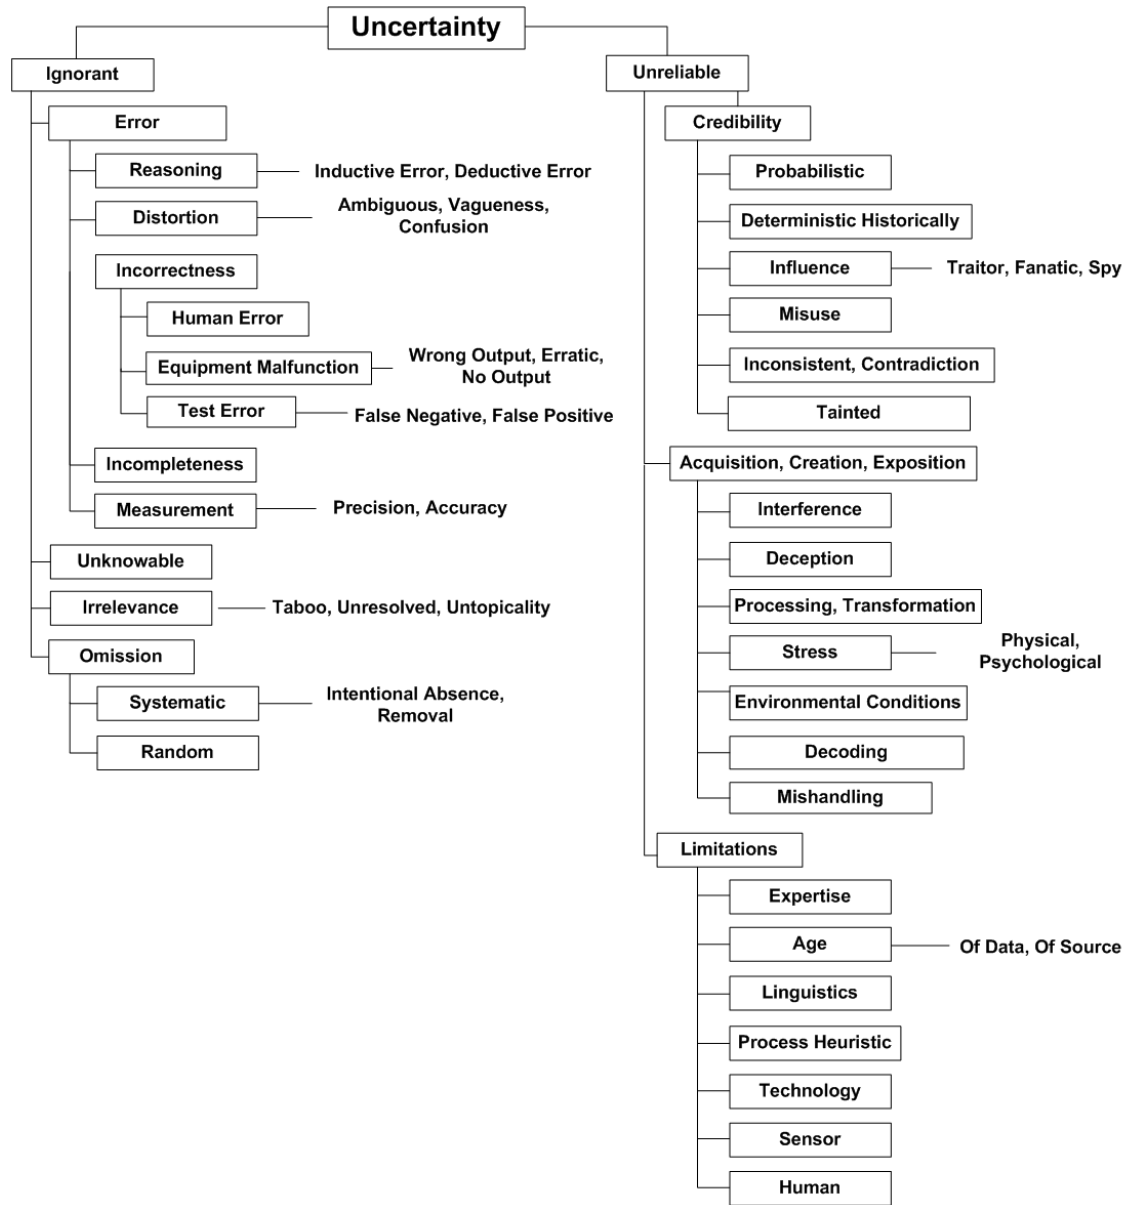 Uncertainty
Ignorant
Error
Reasoning
Inductive Error, Deductive Error
Distortion
Ambiguous, Vagueness,
Confusion
Incorrectness
Human Error
Equipment Malfunction
Wrong Output, Erratic,
No Output
Test Error
False Negative, False Positive
Incompleteness
Measurement
Precision, Accuracy
Unknowable
Irrelevance
Taboo, Unresolved, Untopicality
Omission
Systematic
Intentional Absence,
Removal
Random
Unreliable
Credibility
Probabilistic
Deterministic Historically
Influence
Traitor, Fanatic, Spy
Misuse
Inconsistent, Contradiction
Tainted
Acquisition, Creation, Exposition
Interference
Deception
Processing, Transformation
Stress
Physical,
Psychological
Environmental Conditions
Decoding
Mishandling
Limitations
Expertise
Age
Of Data, Of Source
Linguistics
Process Heuristic
Technology
Sensor
Human